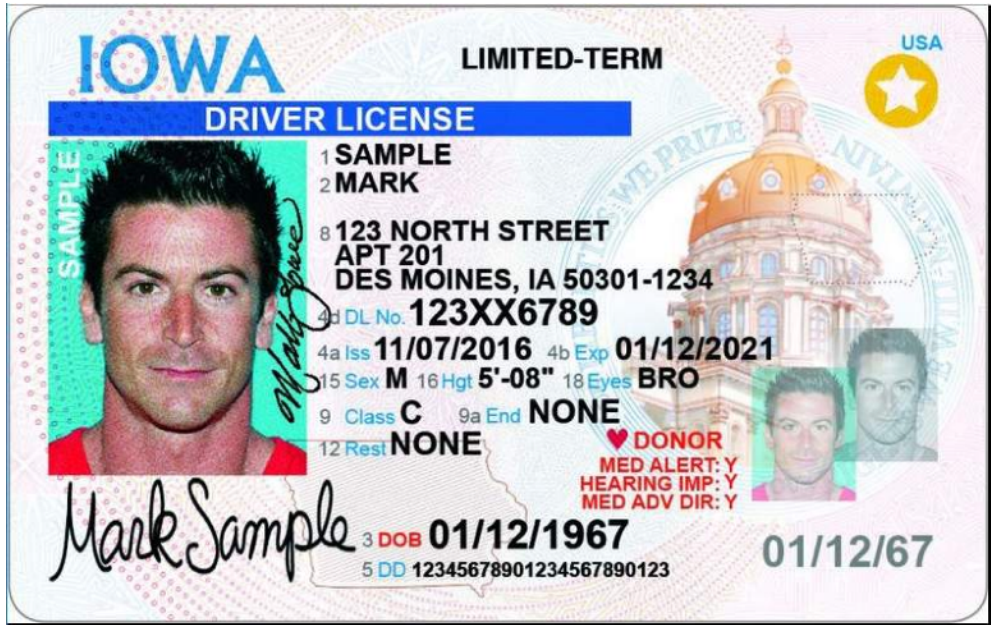 IOWA
LIMITED-TERM
USA
DRIVER LICENSE
SAMPLE
1 SAMPLE
2 MARK
8 123 NORTH STREET
APT 201
DES MOINES, IA 50301-1234
4d DL No. 123XX6789
4a Iss 11/07/2016 4b Exp 01/12/2021
15 Sex M 16 Hgt 5'-08" 18 Eyes BRO
9 Class C 9a End NONE
12 Rest NONE
DONOR
MED ALERT: Y
HEARING IMP: Y
MED ADV DIR: Y
Mark Sample
3 DOB 01/12/1967
01/12/67
5 DD 12345678901234567890123
WE PRIZE
MAINTAIN